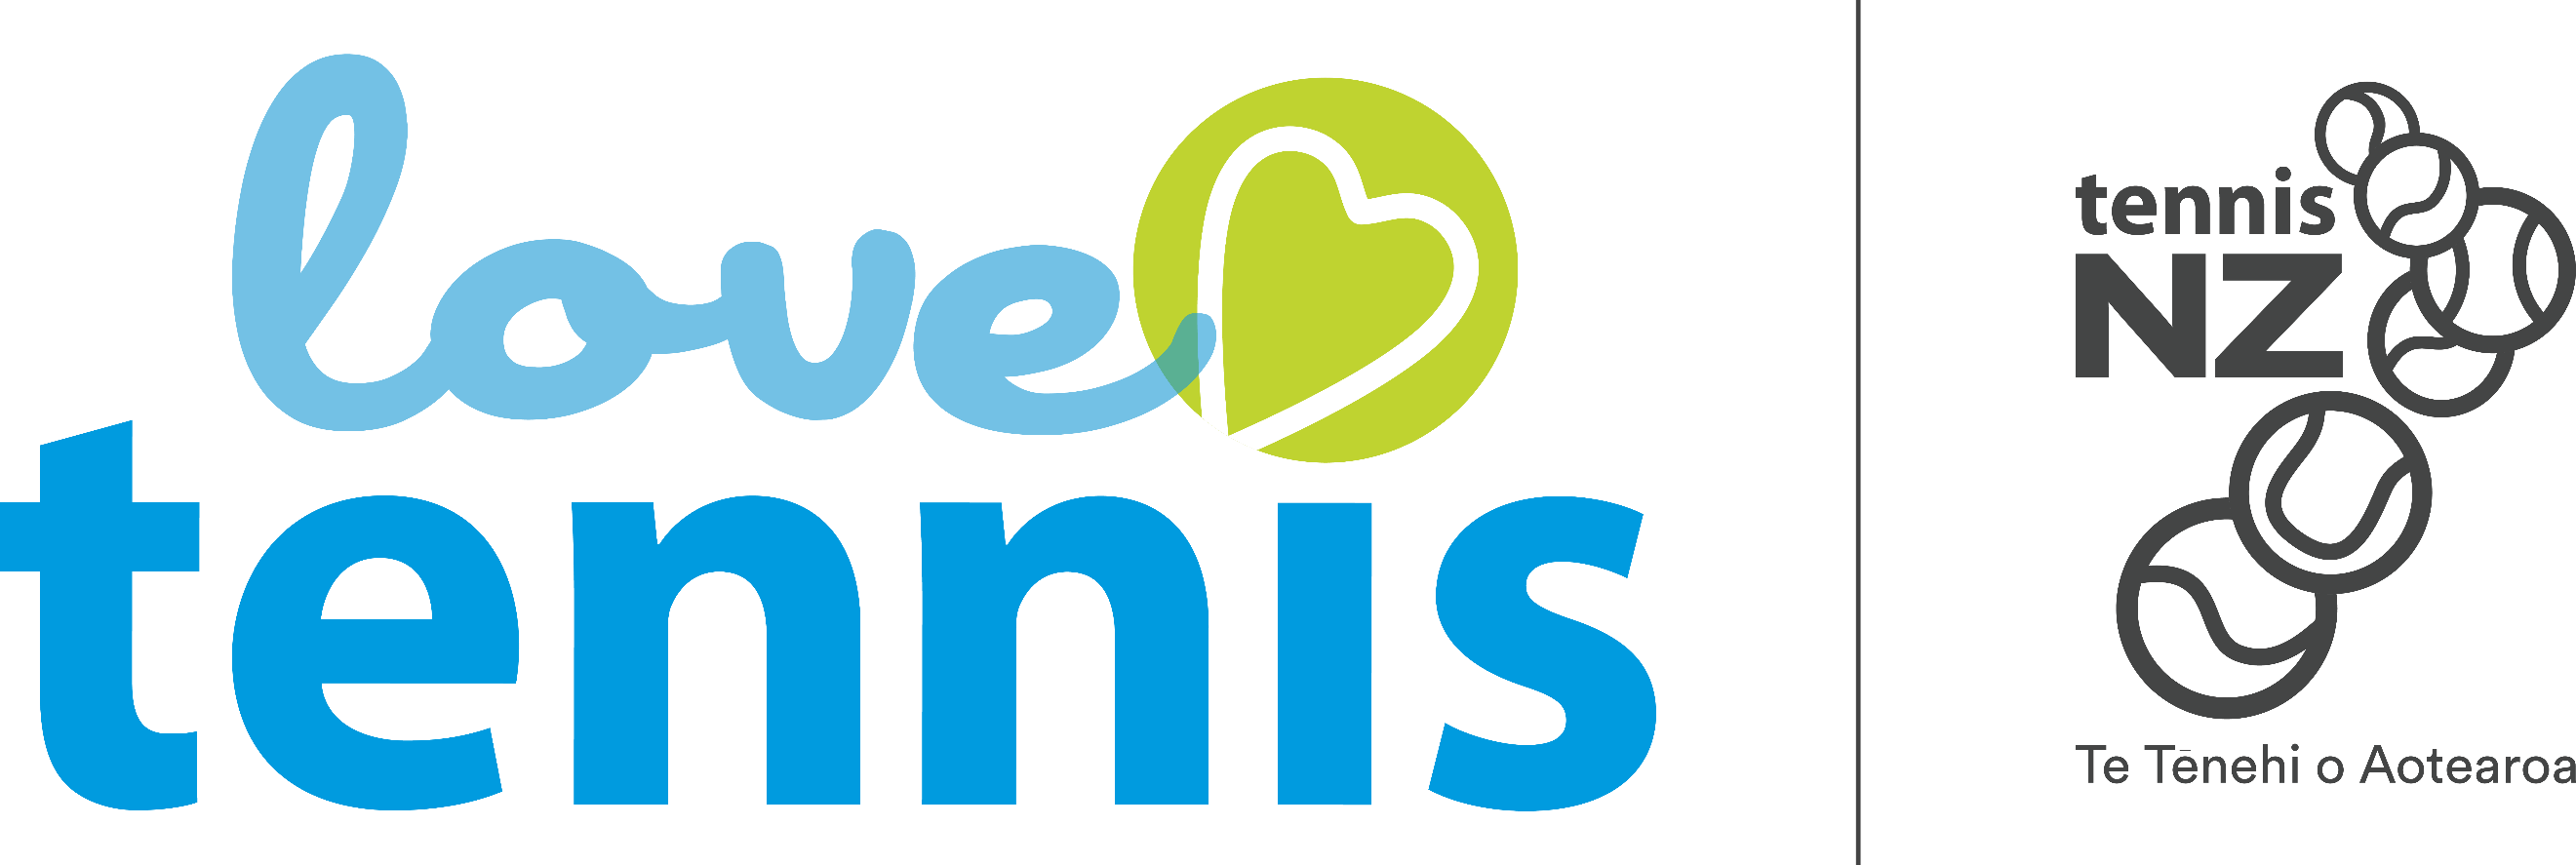 love
tennis
tennis
NZ
Te Tēnehi o Aotearoa